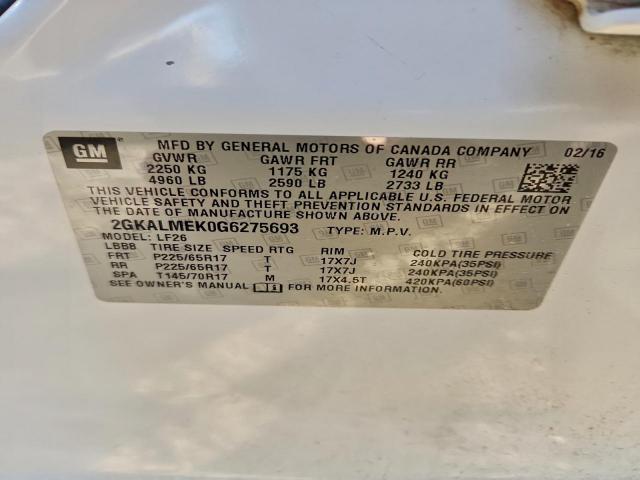 GM
MFD BY GENERAL MOTORS OF CANADA COMPANY 02/16
GVWR GAWR FRT GAWR RR
2250 KG 1175 KG 1240 KG
4960 LB 2590 LB 2733 LB
THIS VEHICLE CONFORMS TO ALL APPLICABLE U.S. FEDERAL MOTOR
VEHICLE SAFETY AND THEFT PREVENTION STANDARDS IN EFFECT ON
THE DATE OF MANUFACTURE SHOWN ABOVE.
2GKALMEK0G6275693 TYPE: M.P.V.
MODEL: LF26
LBB8 TIRE SIZE SPEED RTG RIM COLD TIRE PRESSURE
FRT P225/65R17 T 17X7J 240KPA(35PSI)
RR P225/65R17 T 17X7J 240KPA(35PSI)
SPA T145/70R17 M 17X4.5T 420KPA(60PSI)
SEE OWNER'S MANUAL FOR MORE INFORMATION.